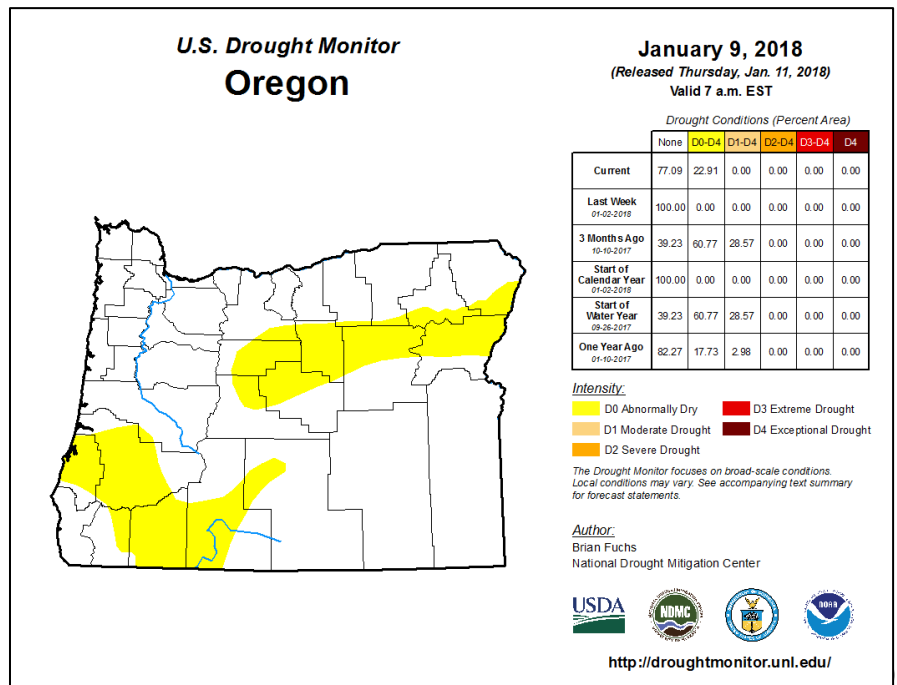 U.S. Drought Monitor
Oregon
January 9, 2018
(Released Thursday, Jan. 11, 2018)
Valid 7 a.m. EST
Drought Conditions (Percent Area)
None D0-D4 D1-D4 D2-D4 D3-D4 D4
Current 77.09 22.91 0.00 0.00 0.00 0.00
Last Week
01-02-2018
100.00 0.00 0.00 0.00 0.00 0.00
3 Months Ago
10-10-2017
39.23 60.77 28.57 0.00 0.00 0.00
Start of
Calendar Year
01-02-2018
100.00 0.00 0.00 0.00 0.00 0.00
Start of
Water Year
09-26-2017
39.23 60.77 28.57 0.00 0.00 0.00
One Year Ago
01-10-2017
82.27 17.73 2.98 0.00 0.00 0.00
Intensity:
D0 Abnormally Dry
D3 Extreme Drought
D1 Moderate Drought
D4 Exceptional Drought
D2 Severe Drought
The Drought Monitor focuses on broad-scale conditions.
Local conditions may vary. See accompanying text summary
for forecast statements.
Author:
Brian Fuchs
National Drought Mitigation Center
USDA
NDMC
NOAA
http://droughtmonitor.unl.edu/